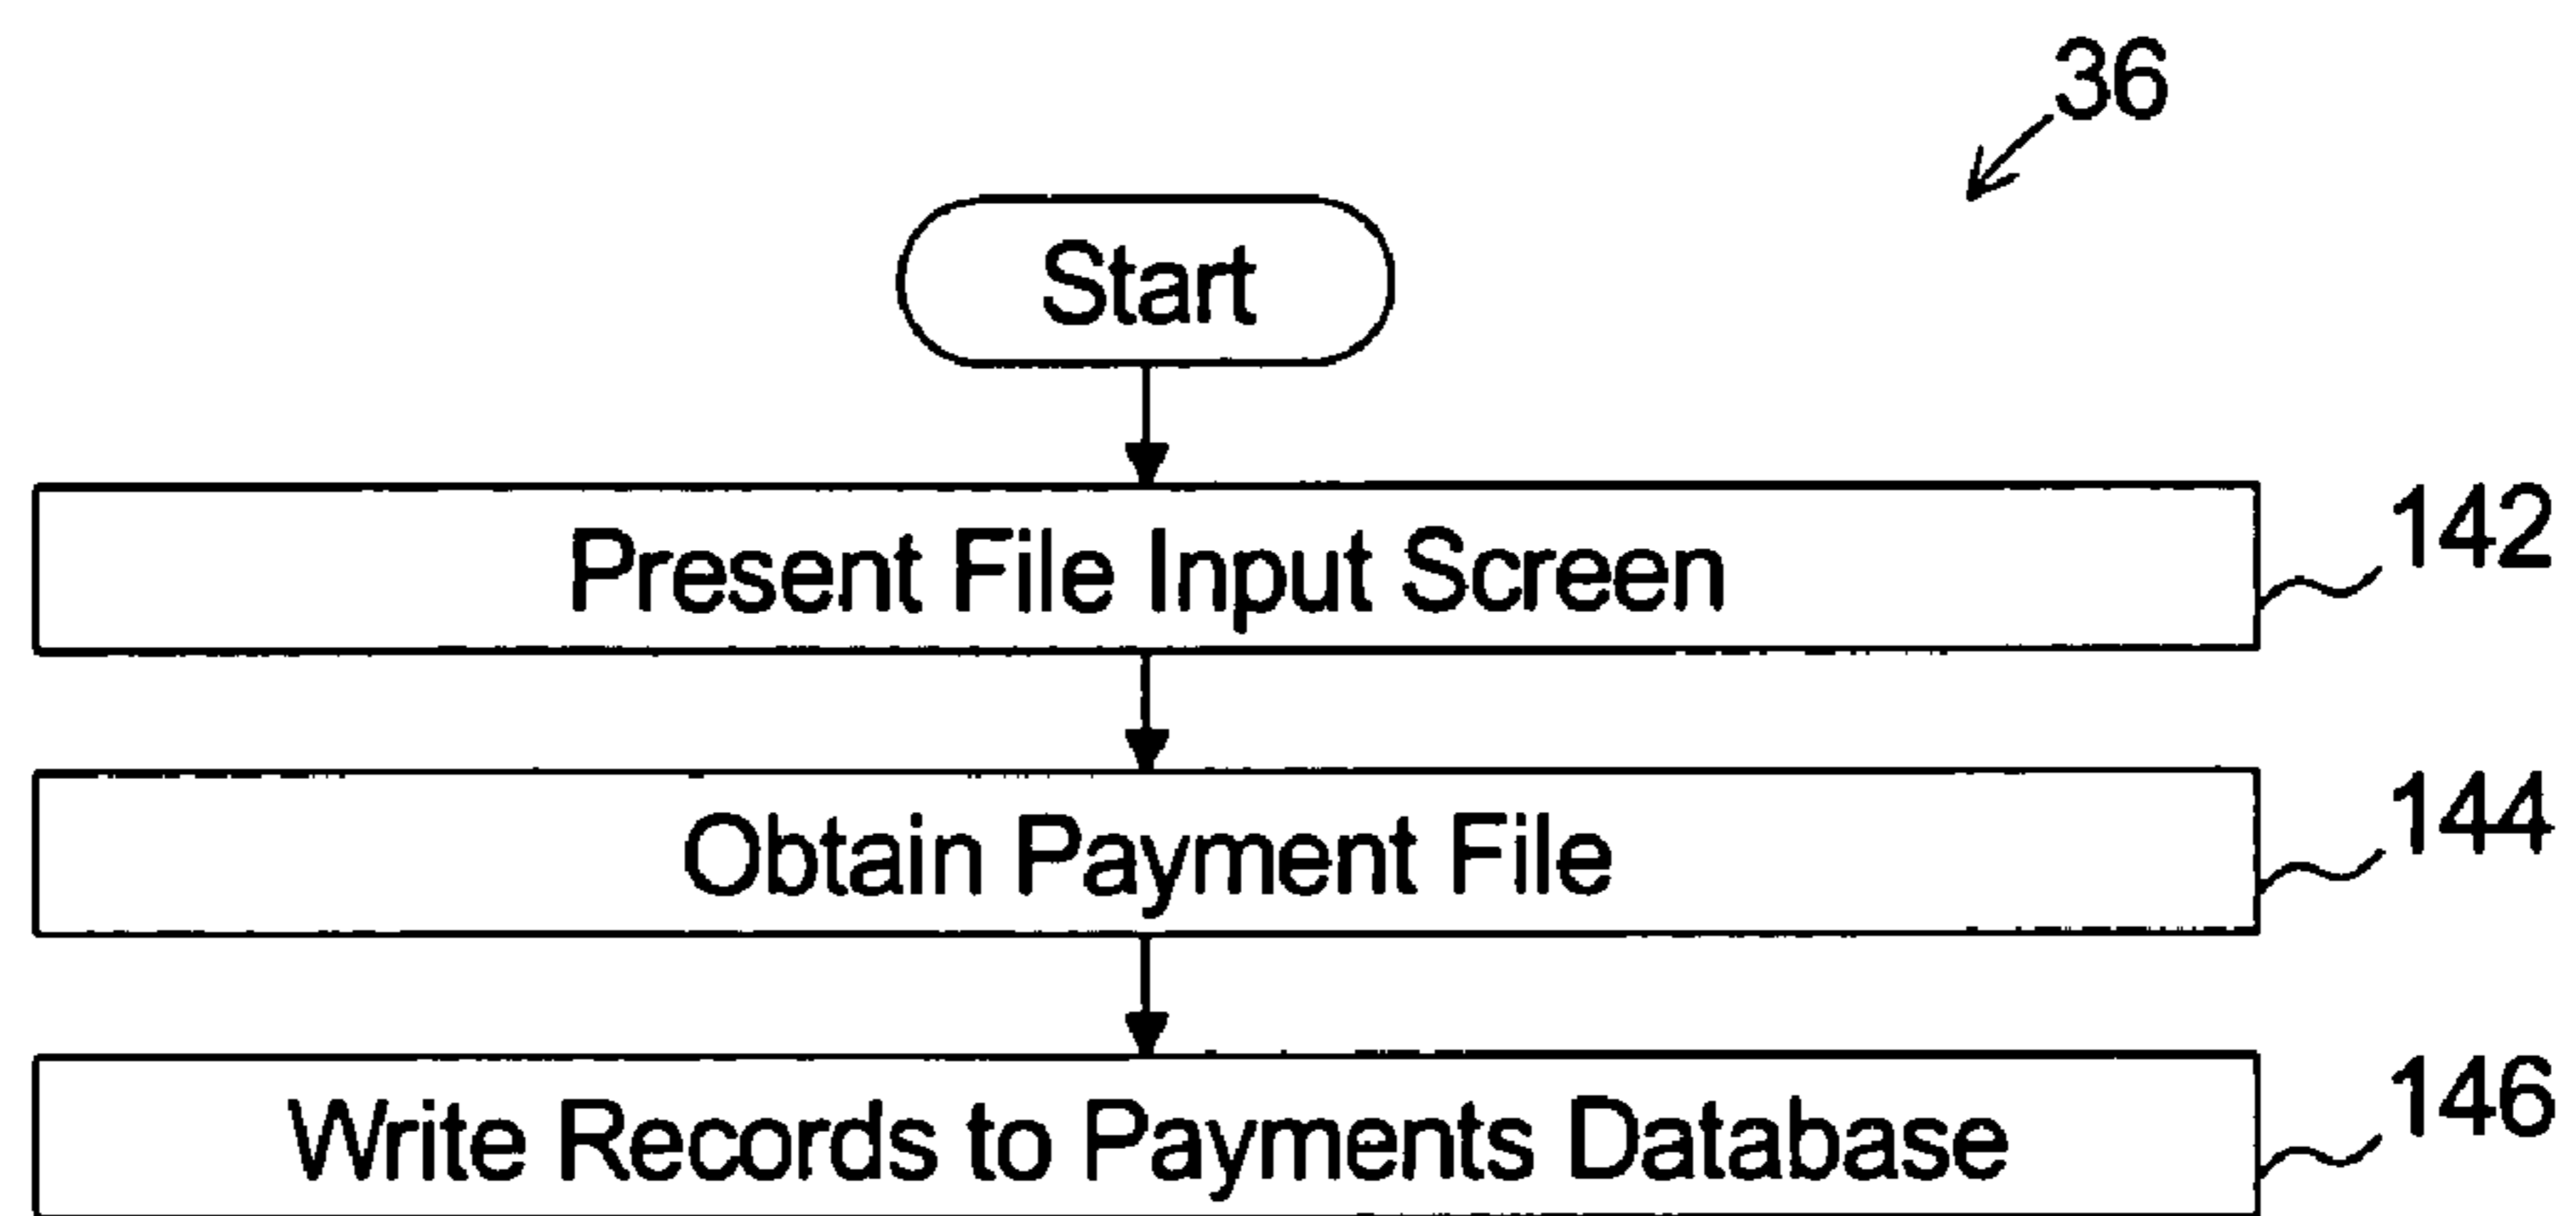 36
Start
Present File Input Screen
142
Obtain Payment File
144
Write Records to Payments Database
146